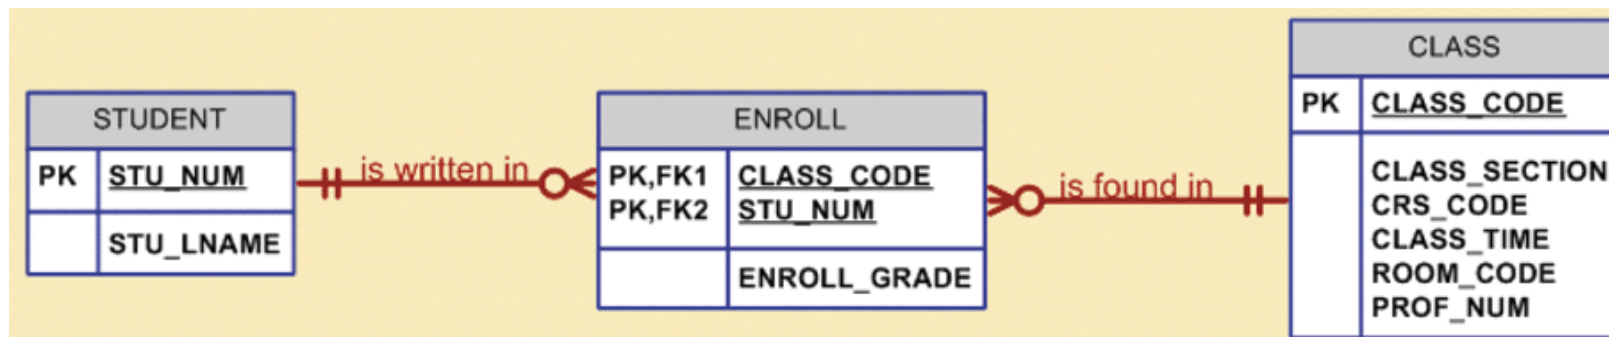 STUDENT
PK STU_NUM
STU_LNAME
is written in
ENROLL
PK,FK1 CLASS_CODE
PK,FK2 STU_NUM
ENROLL_GRADE
is found in
CLASS
PK CLASS_CODE
CLASS_SECTION
CRS_CODE
CLASS_TIME
ROOM_CODE
PROF_NUM